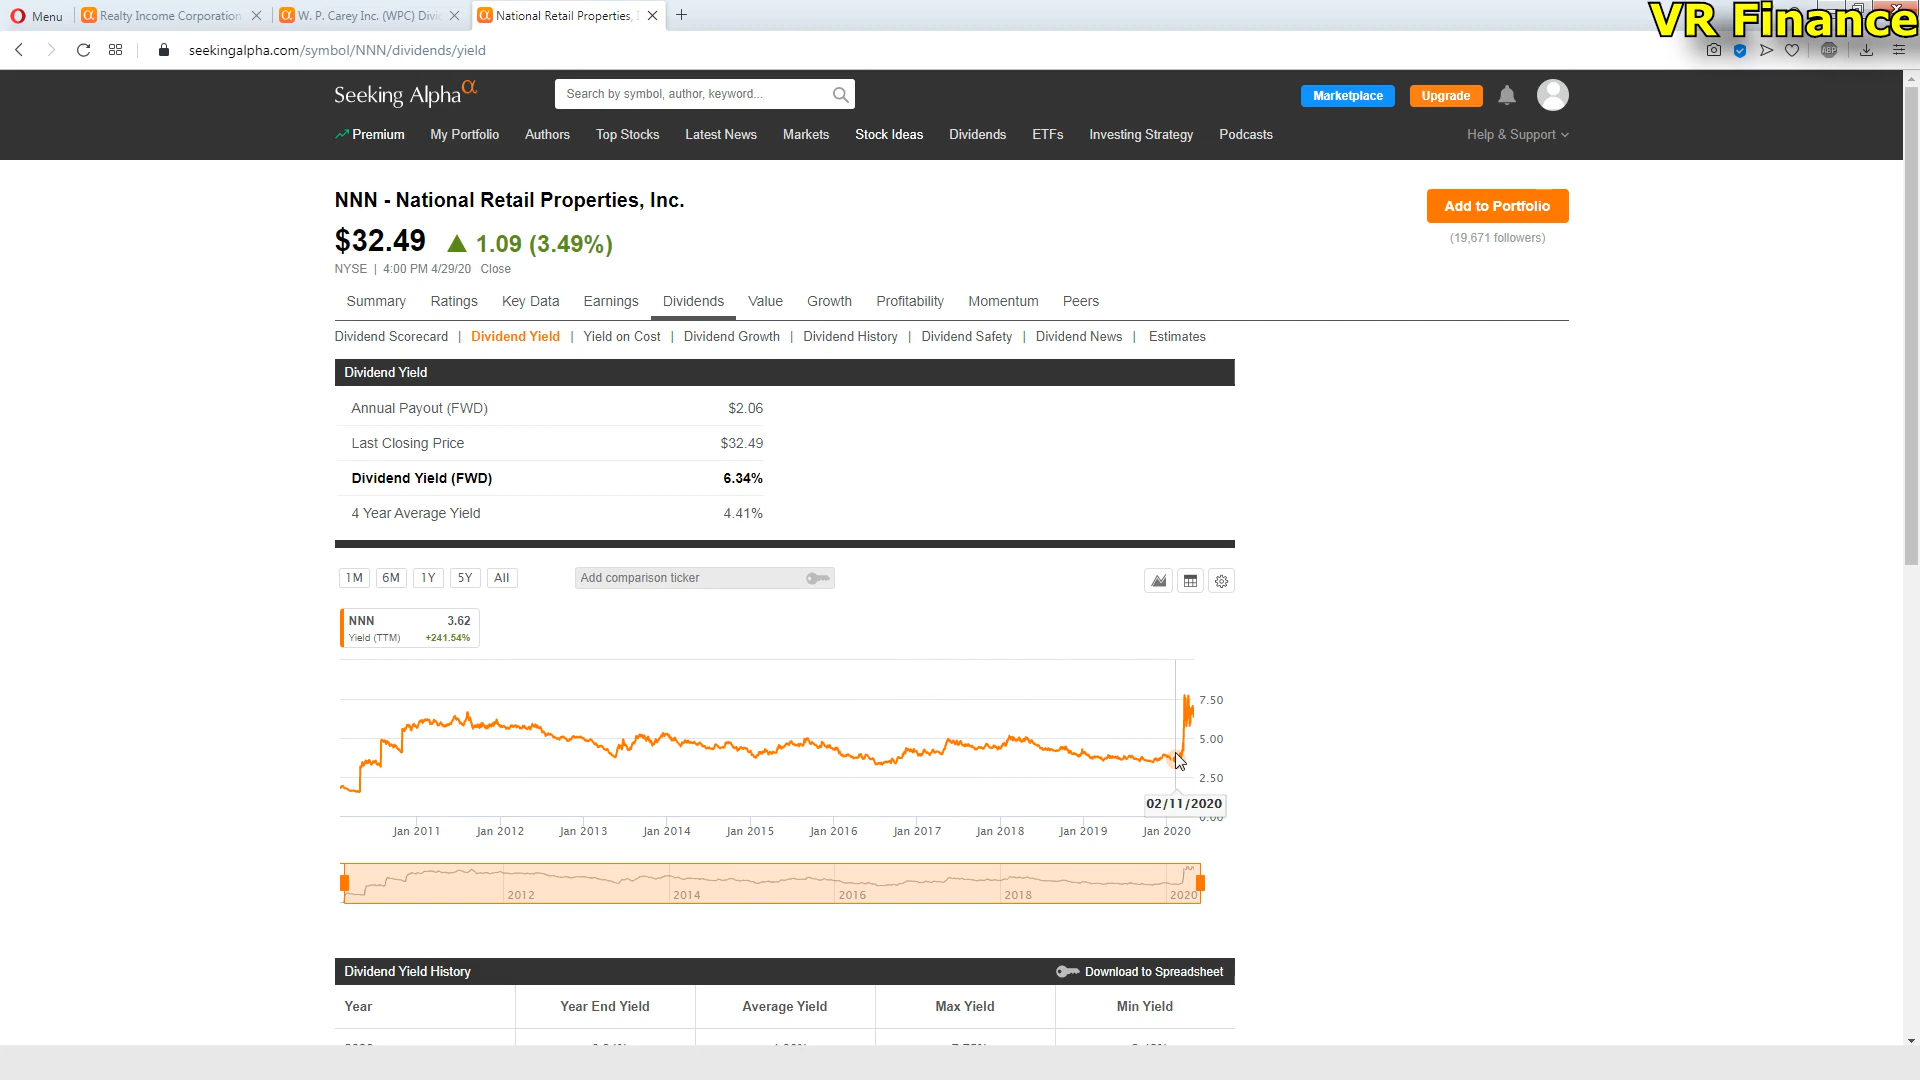 VR Finance
Menu
Realty Income Corporation
W. P. Carey Inc. (WPC) Divi
National Retail Properties, I
seekingalpha.com/symbol/NNN/dividends/yield
ABP
Seeking Alpha α
Search by symbol, author, keyword...
Marketplace
Upgrade
Premium My Portfolio Authors Top Stocks Latest News Markets Stock Ideas Dividends ETFs Investing Strategy Podcasts Help & Support
NNN - National Retail Properties, Inc.
Add to Portfolio
$32.49 ▲ 1.09 (3.49%)
(19,671 followers)
NYSE | 4:00 PM 4/29/20 Close
Summary Ratings Key Data Earnings Dividends Value Growth Profitability Momentum Peers
Dividend Scorecard | Dividend Yield | Yield on Cost | Dividend Growth | Dividend History | Dividend Safety | Dividend News | Estimates
Dividend Yield
Annual Payout (FWD) $2.06
Last Closing Price $32.49
Dividend Yield (FWD) 6.34%
4 Year Average Yield 4.41%
1M 6M 1Y 5Y All
Add comparison ticker
NNN 3.62
Yield (TTM) +241.54%
7.50
5.00
2.50
02/11/2020
0.00
Jan 2011 Jan 2012 Jan 2013 Jan 2014 Jan 2015 Jan 2016 Jan 2017 Jan 2018 Jan 2019 Jan 2020
2012 2014 2016 2018 2020
Dividend Yield History
Download to Spreadsheet
Year Year End Yield Average Yield Max Yield Min Yield